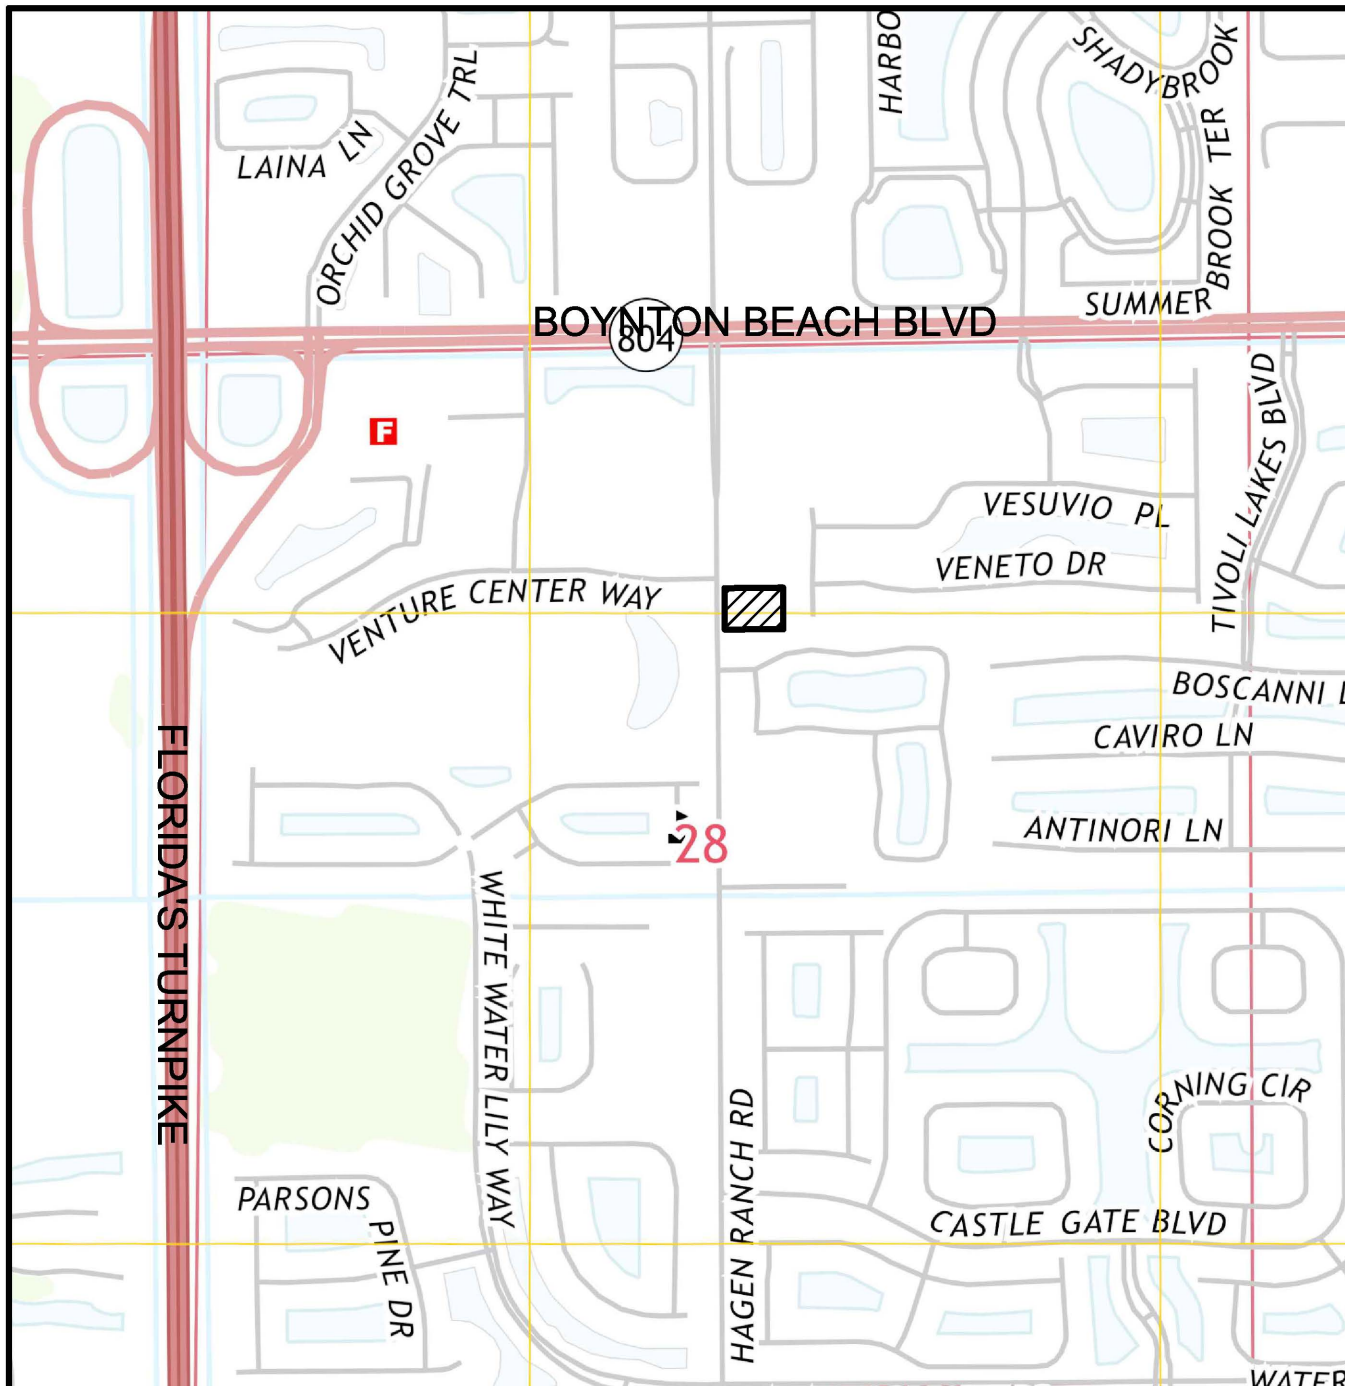 HARBO
SHADYBROOK
LAINA LN
ORCHID GROVE TRL
BROOK TER
SUMMER
BOYNTON BEACH BLVD
804
F
TIVOLI LAKES BLVD
VESUVIO PL
VENETO DR
VENTURE CENTER WAY
BOSCANNI
CAVIRO LN
FLORIDA'S TURNPIKE
ANTINORI LN
28
WHITE WATER LILY WAY
CORNING CIR
HAGEN RANCH RD
PARSONS
PINE DR
CASTLE GATE BLVD
WATER